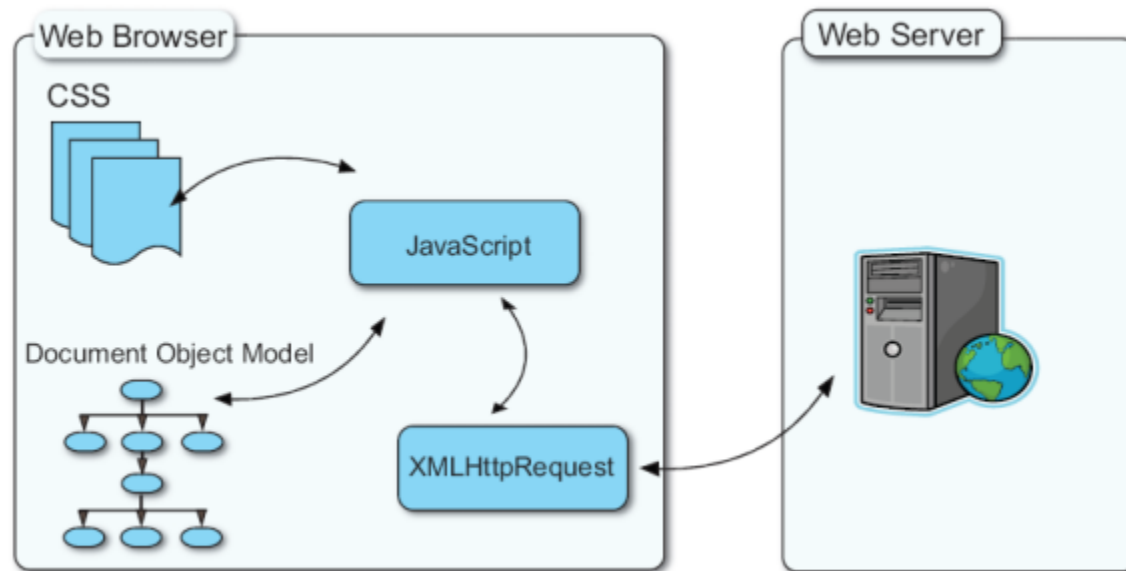 Web Browser
Web Server
CSS
JavaScript
Document Object Model
XMLHttpRequest